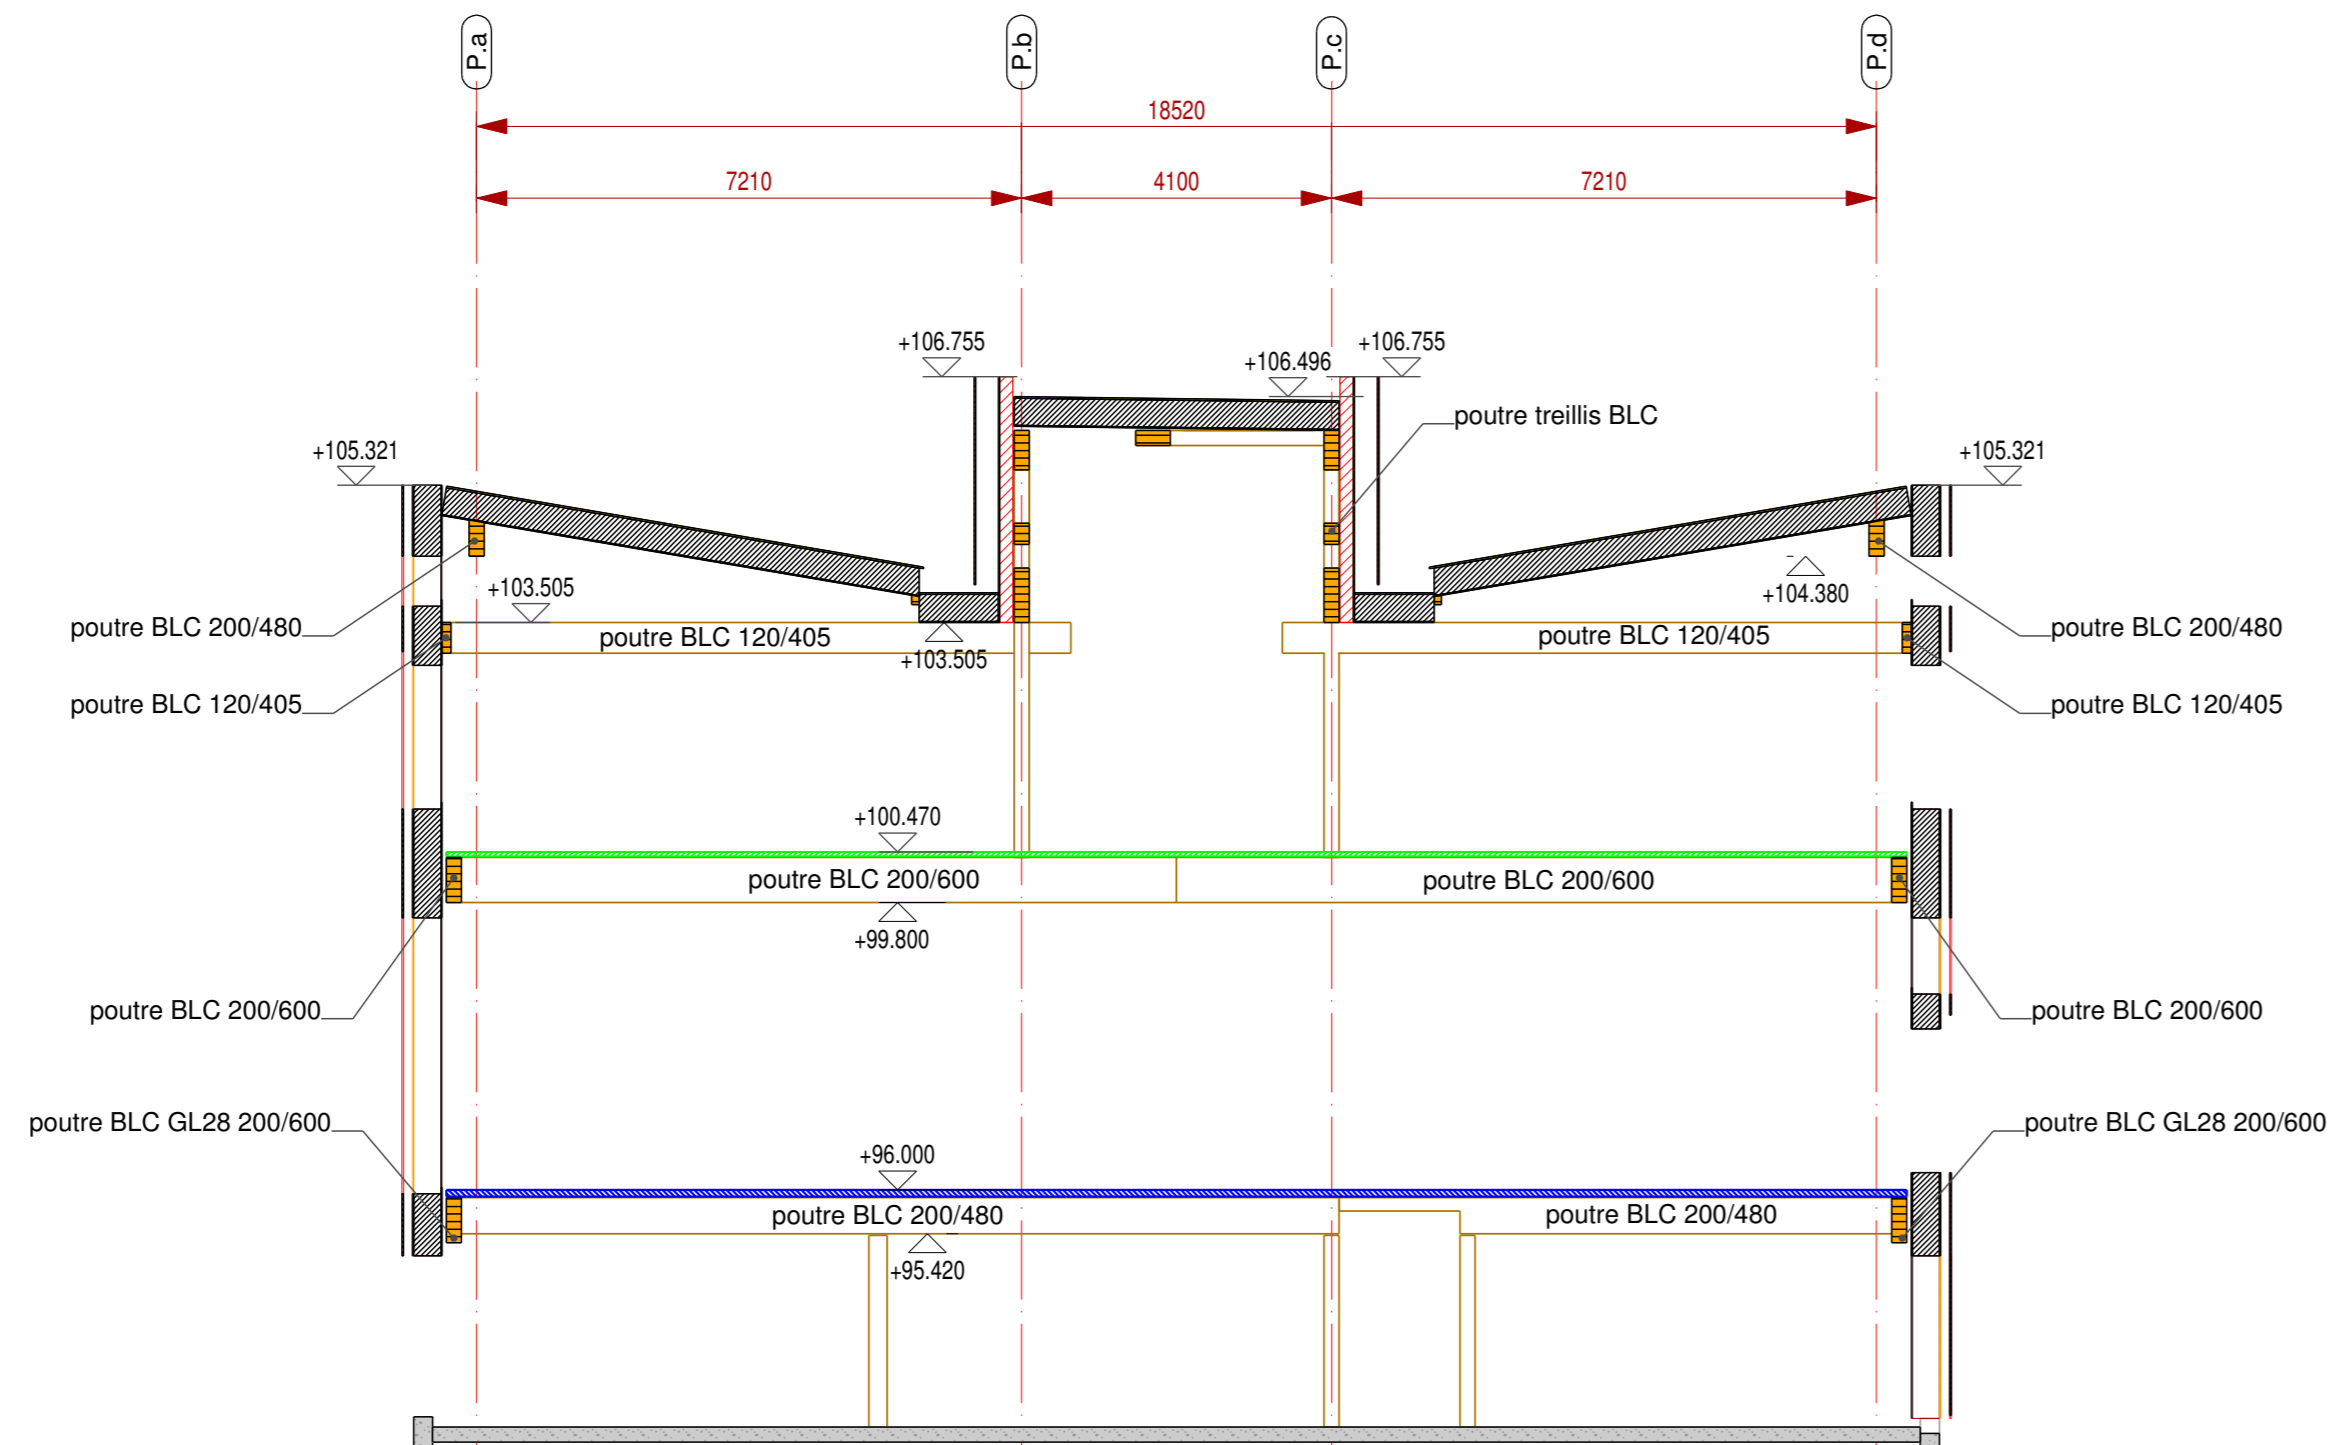 P.a
P.b
P.c
P.d
18520
7210
4100
7210
+106.755
+106.496
+106.755
poutre treillis BLC
+105.321
+105.321
+103.505
+104.380
poutre BLC 200/480
poutre BLC 120/405
+103.505
poutre BLC 120/405
poutre BLC 200/480
poutre BLC 120/405
poutre BLC 120/405
+100.470
poutre BLC 200/600
poutre BLC 200/600
+99.800
poutre BLC 200/600
poutre BLC 200/600
poutre BLC GL28 200/600
poutre BLC GL28 200/600
+96.000
poutre BLC 200/480
poutre BLC 200/480
+95.420